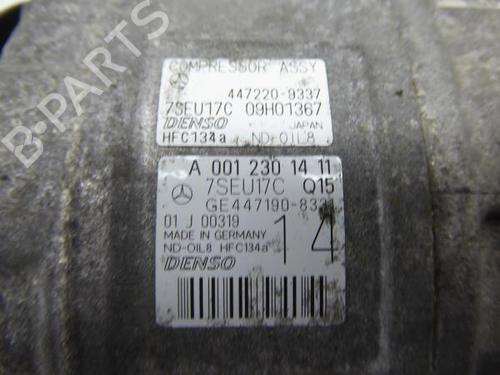 COMPRESSOR ASSY
447220-9337
7SEU17C 09H01367
DENSO JAPAN
HFC134a ND-OIL8
A 001 230 14 11
7SEU17C Q15
GE447190-8331
01 J 00319
14
MADE IN GERMANY
ND-OIL8 HFC134a
DENSO